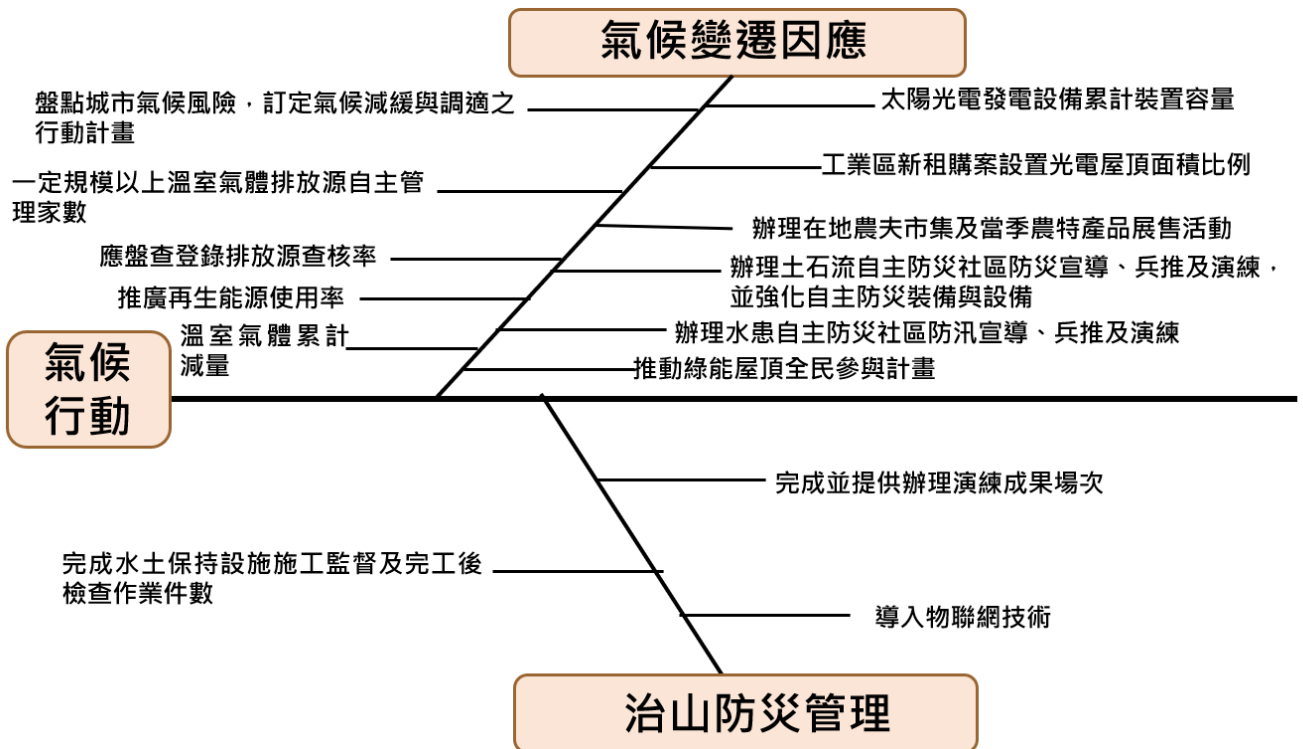 氣候變遷因應
盤點城市氣候風險，訂定氣候減緩與調適之
行動計畫
太陽光電發電設備累計裝置容量
工業區新租購案設置光電屋頂面積比例
一定規模以上溫室氣體排放源自主管
理家數
辦理在地農夫市集及當季農特產品展售活動
應盤查登錄排放源查核率
辦理土石流自主防災社區防災宣導、兵推及演練，
並強化自主防災裝備與設備
推廣再生能源使用率
溫室氣體累計
減量
辦理水患自主防災社區防汛宣導、兵推及演練
推動綠能屋頂全民參與計畫
氣候
行動
完成並提供辦理演練成果場次
完成水土保持設施施工監督及完工後
檢查作業件數
導入物聯網技術
治山防災管理